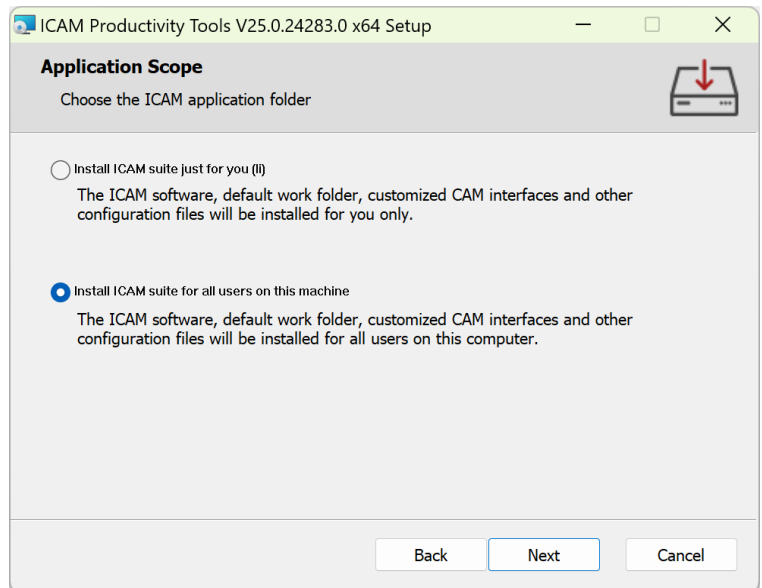 ICAM Productivity Tools V25.0.24283.0 x64 Setup
Application Scope
Choose the ICAM application folder
Install ICAM suite just for you (li)
The ICAM software, default work folder, customized CAM interfaces and other
configuration files will be installed for you only.
Install ICAM suite for all users on this machine
The ICAM software, default work folder, customized CAM interfaces and other
configuration files will be installed for all users on this computer.
Back
Next
Cancel